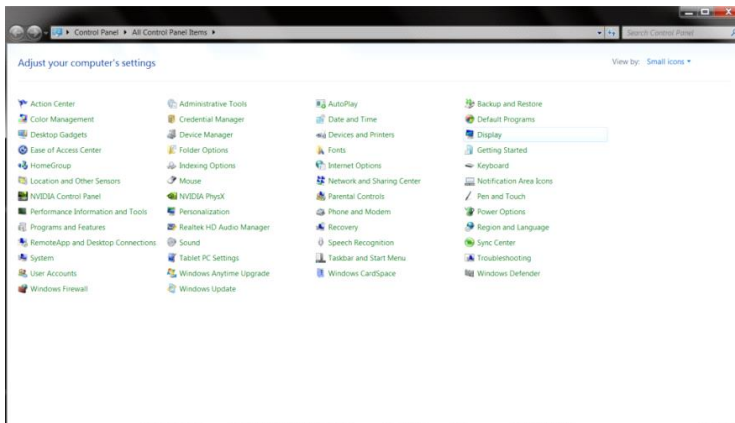 Control Panel ▸ All Control Panel Items ▸
Search Control Panel
Adjust your computer's settings
View by: Small icons
Action Center Administrative Tools AutoPlay Backup and Restore
Color Management Credential Manager Date and Time Default Programs
Desktop Gadgets Device Manager Devices and Printers Display
Ease of Access Center Folder Options Fonts Getting Started
HomeGroup Indexing Options Internet Options Keyboard
Location and Other Sensors Mouse Network and Sharing Center Notification Area Icons
NVIDIA Control Panel NVIDIA PhysX Parental Controls Pen and Touch
Performance Information and Tools Personalization Phone and Modem Power Options
Programs and Features Realtek HD Audio Manager Recovery Region and Language
RemoteApp and Desktop Connections Sound Speech Recognition Sync Center
System Tablet PC Settings Taskbar and Start Menu Troubleshooting
User Accounts Windows Anytime Upgrade Windows CardSpace Windows Defender
Windows Firewall Windows Update